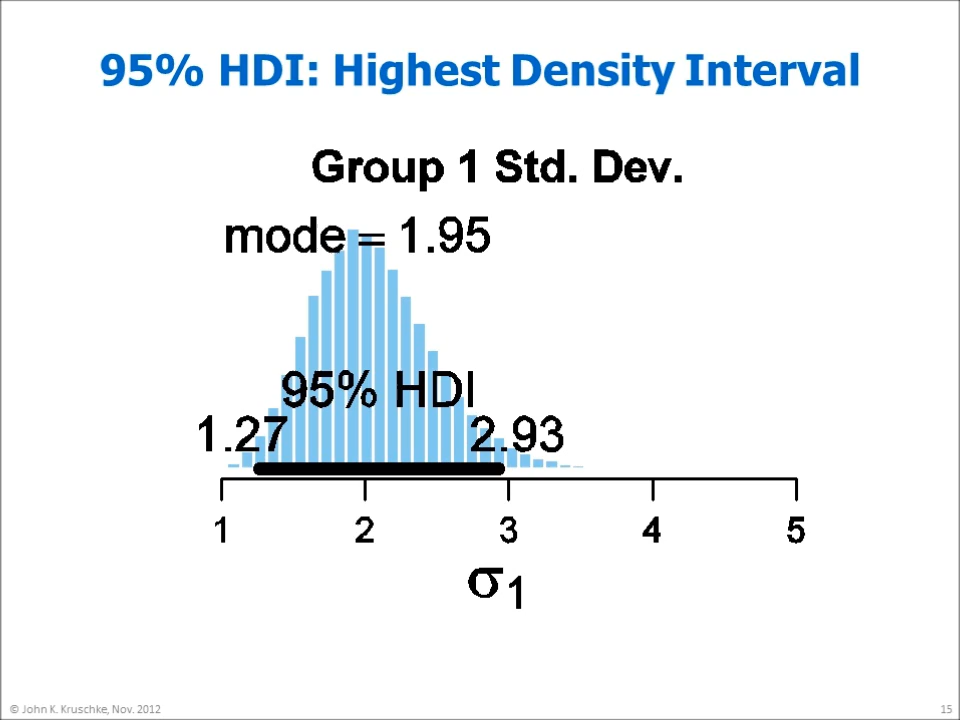 95% HDI: Highest Density Interval
Group 1 Std. Dev.
mode = 1.95
95% HDI
1.27 2.93
1 2 3 4 5
σ1
© John K. Kruschke, Nov. 2012 15